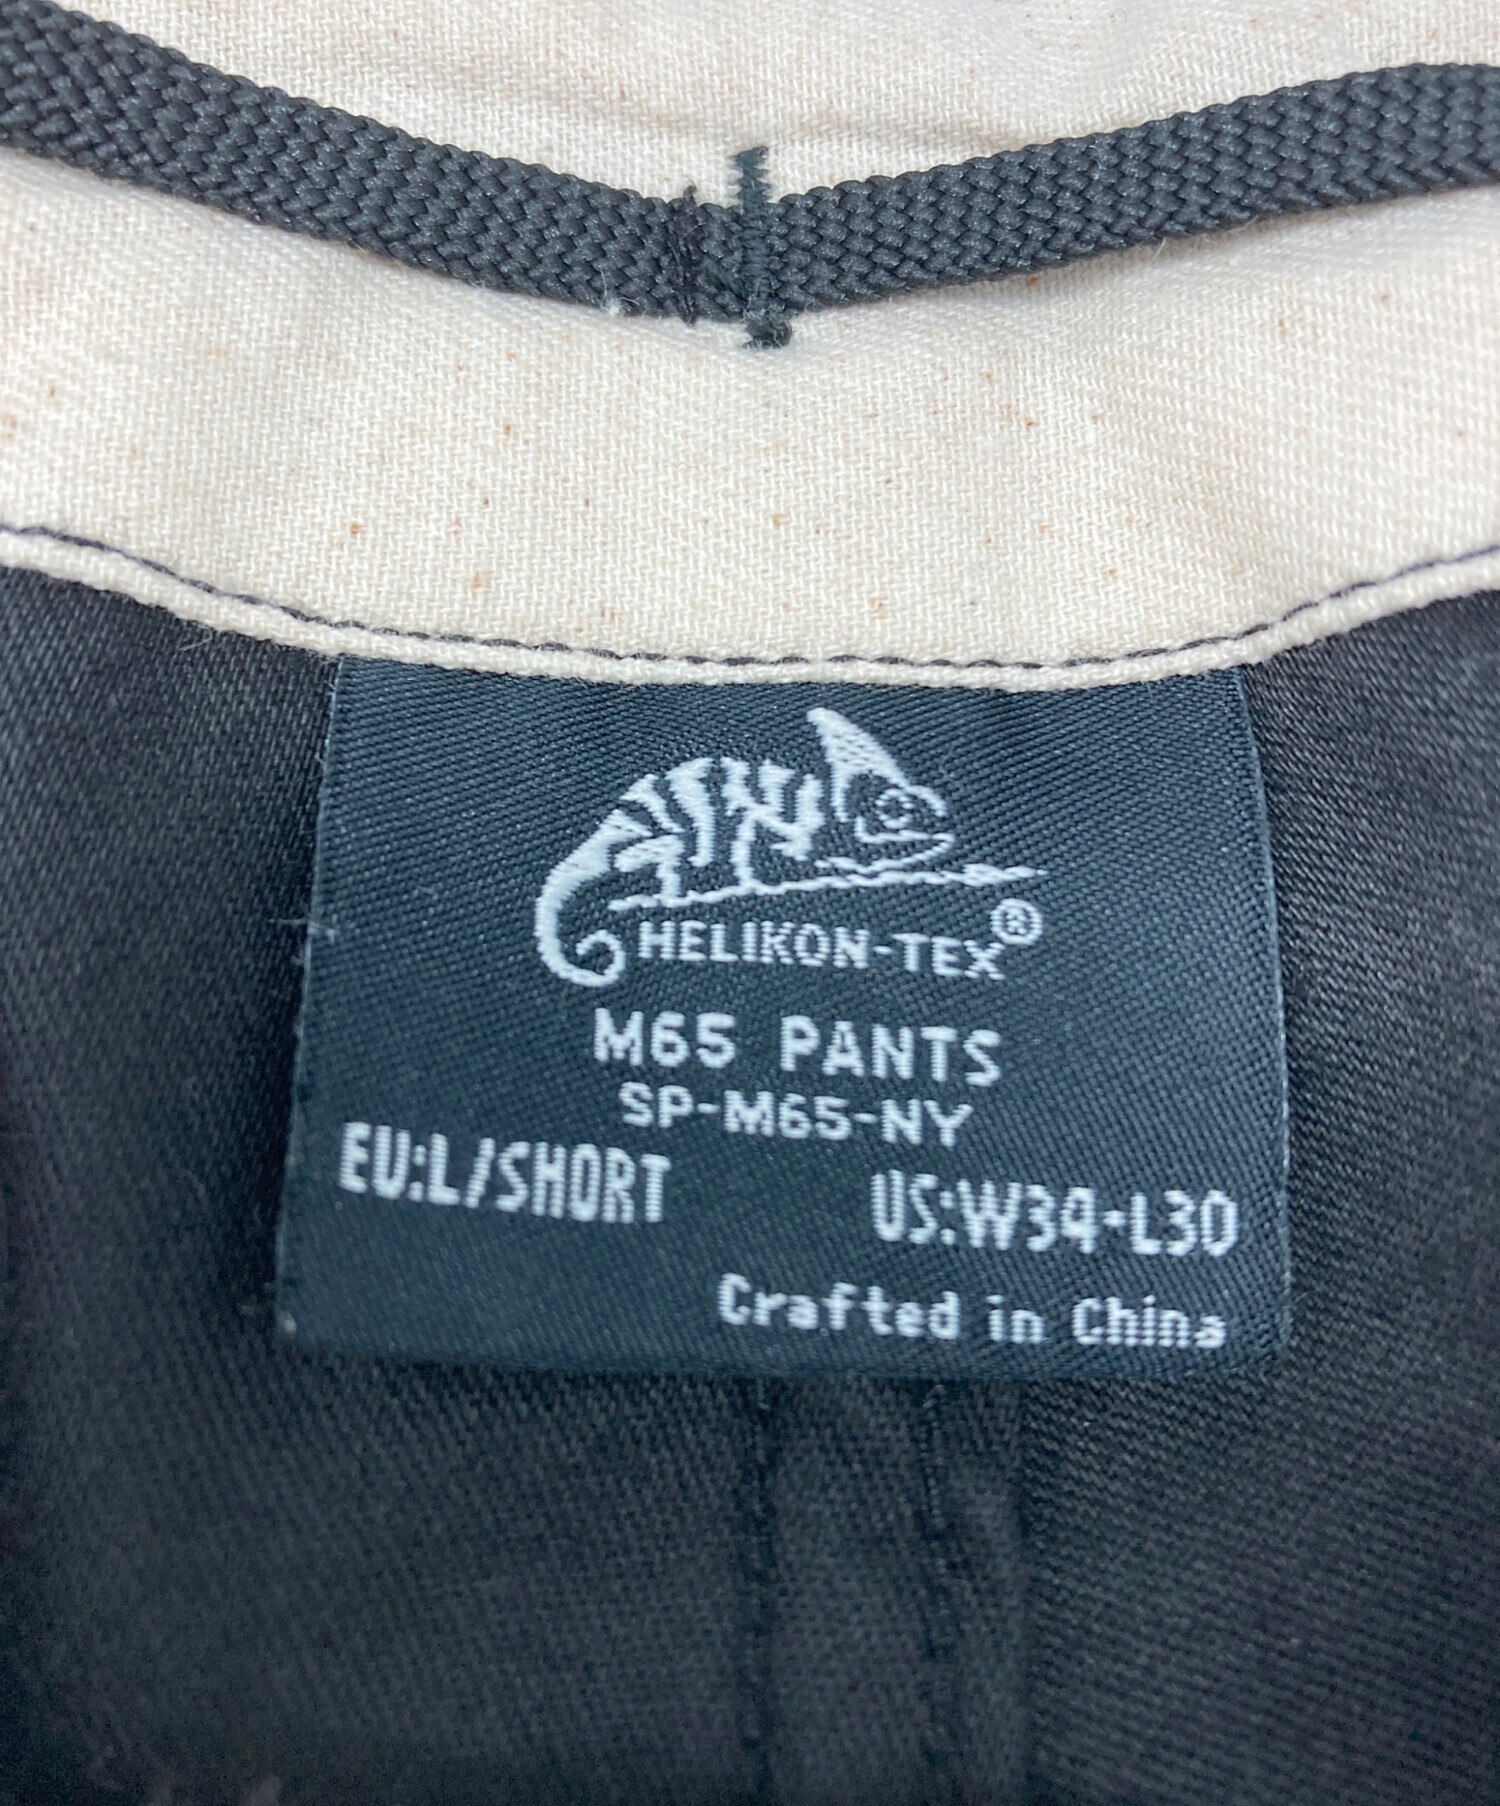 HELIKON-TEX®
M65 PANTS
SP-M65-NY
EU:L/SHORT US:W34-L30
Crafted in China